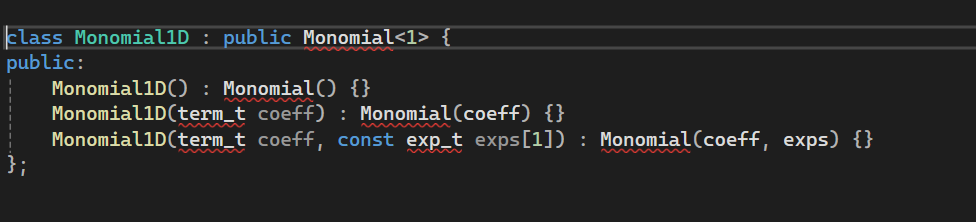 class Monomial1D : public Monomial<1> {
public:
    Monomial1D() : Monomial() {}
    Monomial1D(term_t coeff) : Monomial(coeff) {}
    Monomial1D(term_t coeff, const exp_t exps[1]) : Monomial(coeff, exps) {}
};